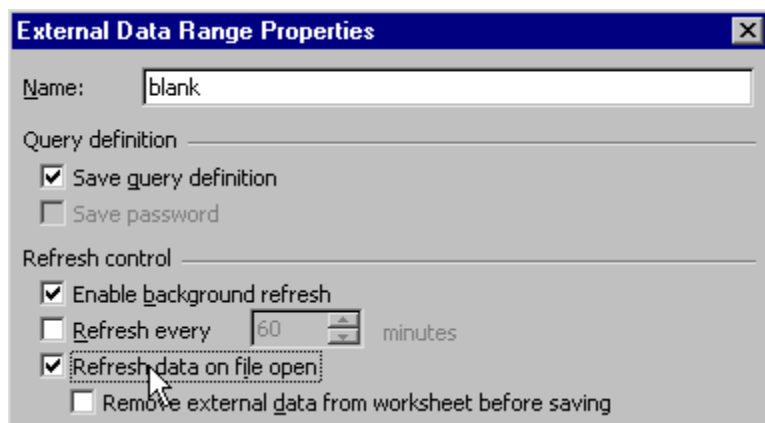 External Data Range Properties
Name: blank
Query definition
Save query definition
Save password
Refresh control
Enable background refresh
Refresh every 60 minutes
Refresh data on file open
Remove external data from worksheet before saving